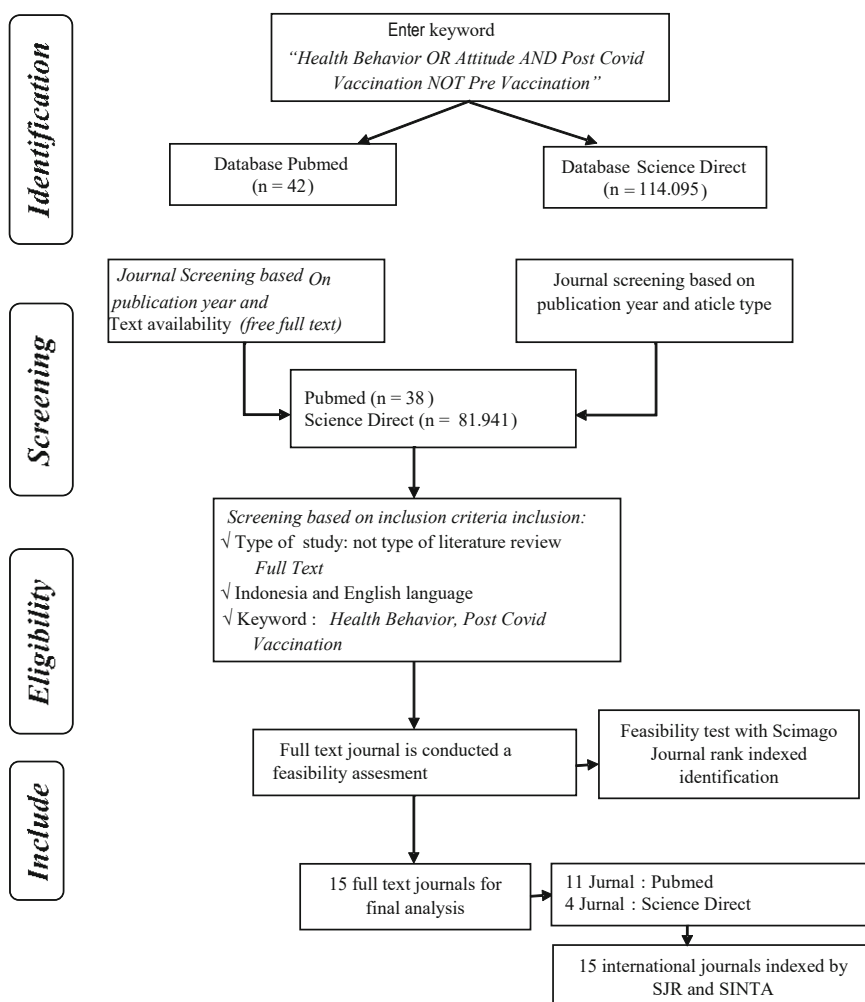 Identification
Enter keyword
“Health Behavior OR Attitude AND Post Covid
Vaccination NOT Pre Vaccination”
Database Pubmed
(n = 42)
Database Science Direct
(n = 114.095)
Screening
Journal Screening based On
publication year and
Text availability (free full text)
Journal screening based on
publication year and aticle type
Pubmed (n = 38)
Science Direct (n = 81.941)
Eligibility
Screening based on inclusion criteria inclusion:
√ Type of study: not type of literature review
Full Text
√ Indonesia and English language
√ Keyword : Health Behavior, Post Covid
Vaccination
Full text journal is conducted a
feasibility assesment
Feasibility test with Scimago
Journal rank indexed
identification
Include
15 full text journals for
final analysis
11 Jurnal : Pubmed
4 Jurnal : Science Direct
15 international journals indexed by
SJR and SINTA